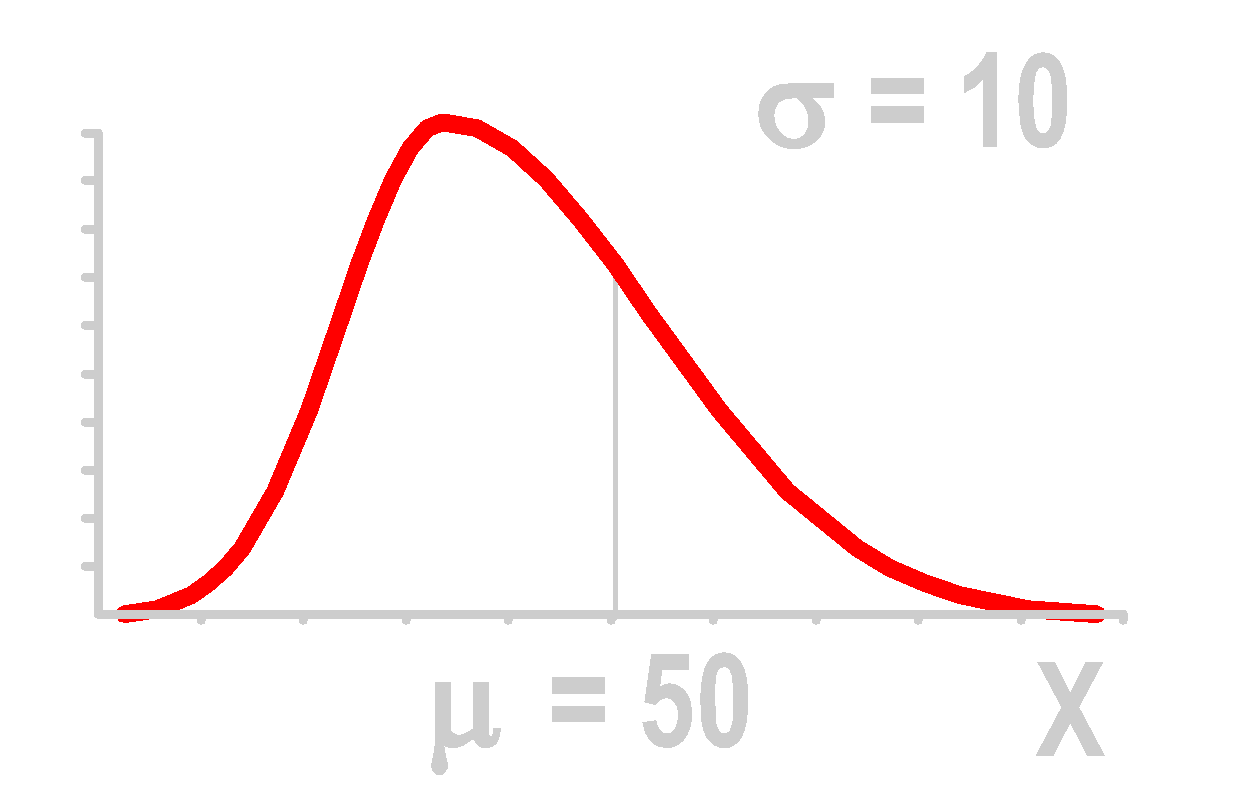 σ = 10
μ = 50
X